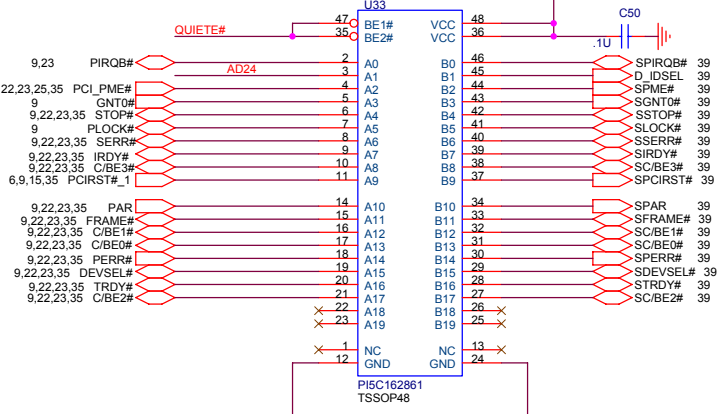 U33
QUIETE# 47 BE1# VCC 48 C50
35 BE2# VCC 36 .1U
9,23 PIRQB# 2 A0 B0 46 SPIRQB# 39
AD24 3 A1 B1 45 D_IDSEL 39
22,23,25,35 PCI_PME# 4 A2 B2 44 SPME# 39
9 GNT0# 5 A3 B3 43 SGNT0# 39
9,22,23,35 STOP# 6 A4 B4 42 SSTOP# 39
9 PLOCK# 7 A5 B5 41 SLOCK# 39
9,22,23,35 SERR# 8 A6 B6 40 SSERR# 39
9,22,23,35 IRDY# 9 A7 B7 39 SIRDY# 39
9,22,23,35 C/BE3# 10 A8 B8 38 SC/BE3# 39
6,9,15,35 PCIRST#_1 11 A9 B9 37 SPCIRST# 39
9,22,23,35 PAR 14 A10 B10 34 SPAR 39
9,22,23,35 FRAME# 15 A11 B11 33 SFRAME# 39
9,22,23,35 C/BE1# 16 A12 B12 32 SC/BE1# 39
9,22,23,35 C/BE0# 17 A13 B13 31 SC/BE0# 39
9,22,23,35 PERR# 18 A14 B14 30 SPERR# 39
9,22,23,35 DEVSEL# 19 A15 B15 29 SDEVSEL# 39
9,22,23,35 TRDY# 20 A16 B16 28 STRDY# 39
9,22,23,35 C/BE2# 21 A17 B17 27 SC/BE2# 39
22 A18 B18 26
23 A19 B19 25
1 NC NC 13
12 GND GND 24
PI5C162861
TSSOP48